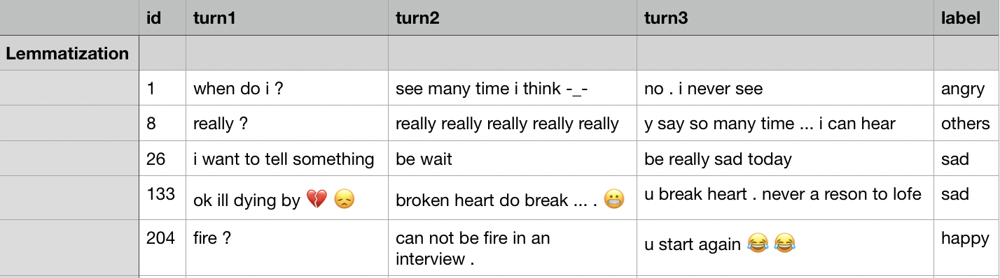 id turn1 turn2 turn3 label
Lemmatization
1 when do i ? see many time i think -_- no . i never see angry
8 really ? really really really really really y say so many time ... i can hear others
26 i want to tell something be wait be really sad today sad
133 ok ill dying by 💔 😞 broken heart do break ... . 😬 u break heart . never a reson to lofe sad
204 fire ? can not be fire in an u start again 😂 😂 happy
interview .